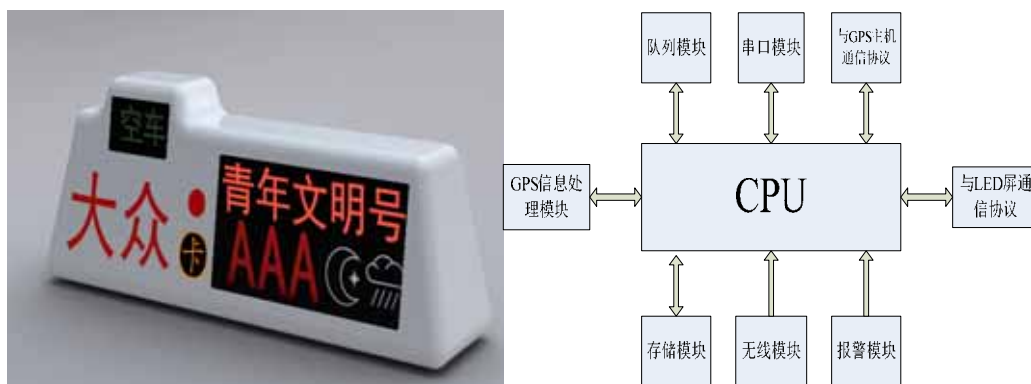 空车
大众
卡
青年文明号
AAA
队列模块
串口模块
与GPS主机
通信协议
GPS信息处
理模块
CPU
与LED屏通
信协议
存储模块
无线模块
报警模块